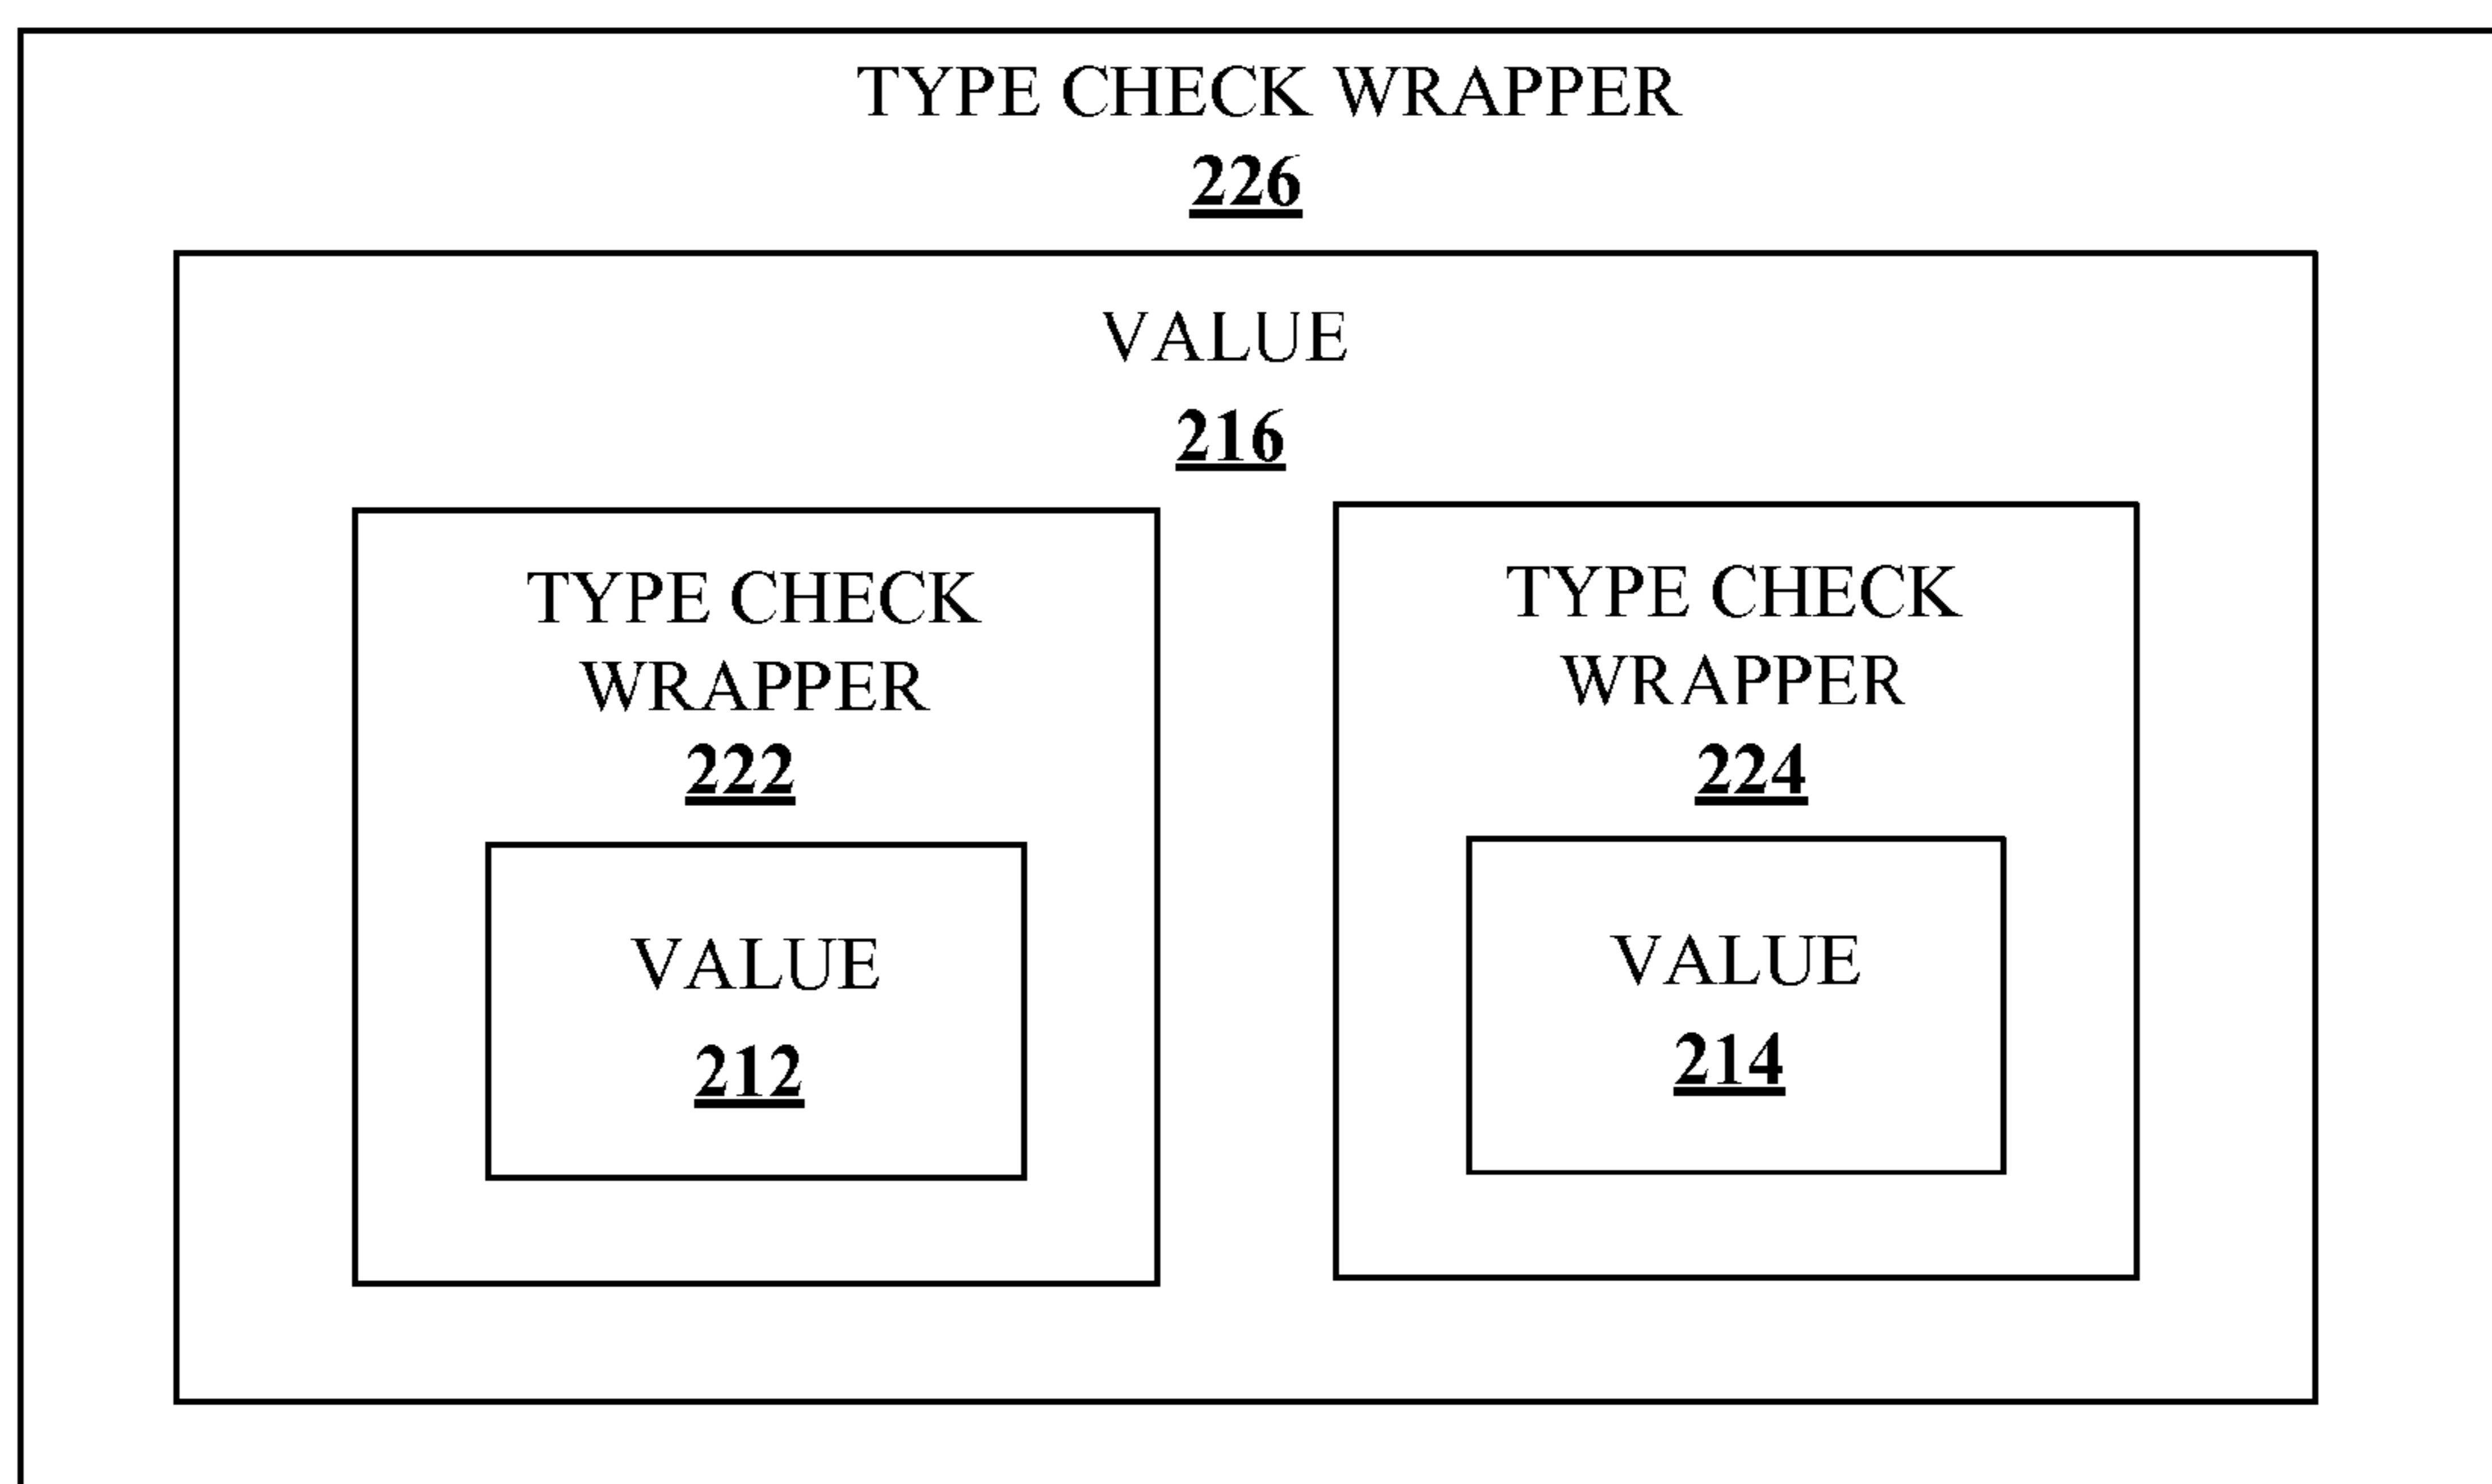 TYPE CHECK WRAPPER
226
VALUE
216
TYPE CHECK
WRAPPER
222
VALUE
212
TYPE CHECK
WRAPPER
224
VALUE
214